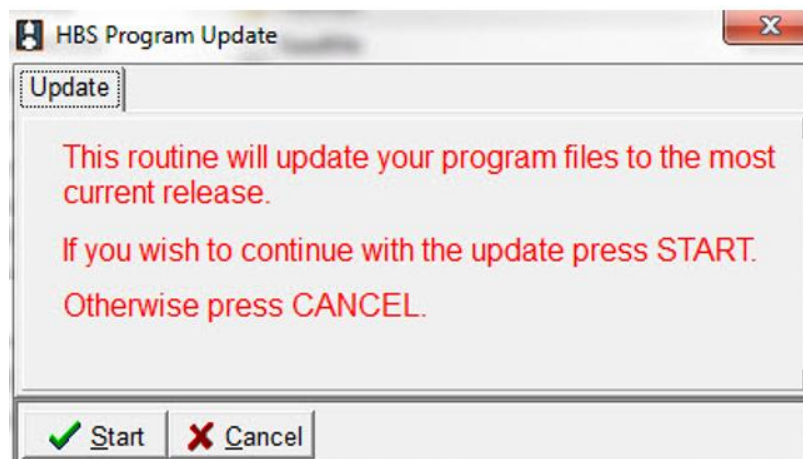 HBS Program Update
Update
This routine will update your program files to the most
current release.
If you wish to continue with the update press START.
Otherwise press CANCEL.
Start
Cancel